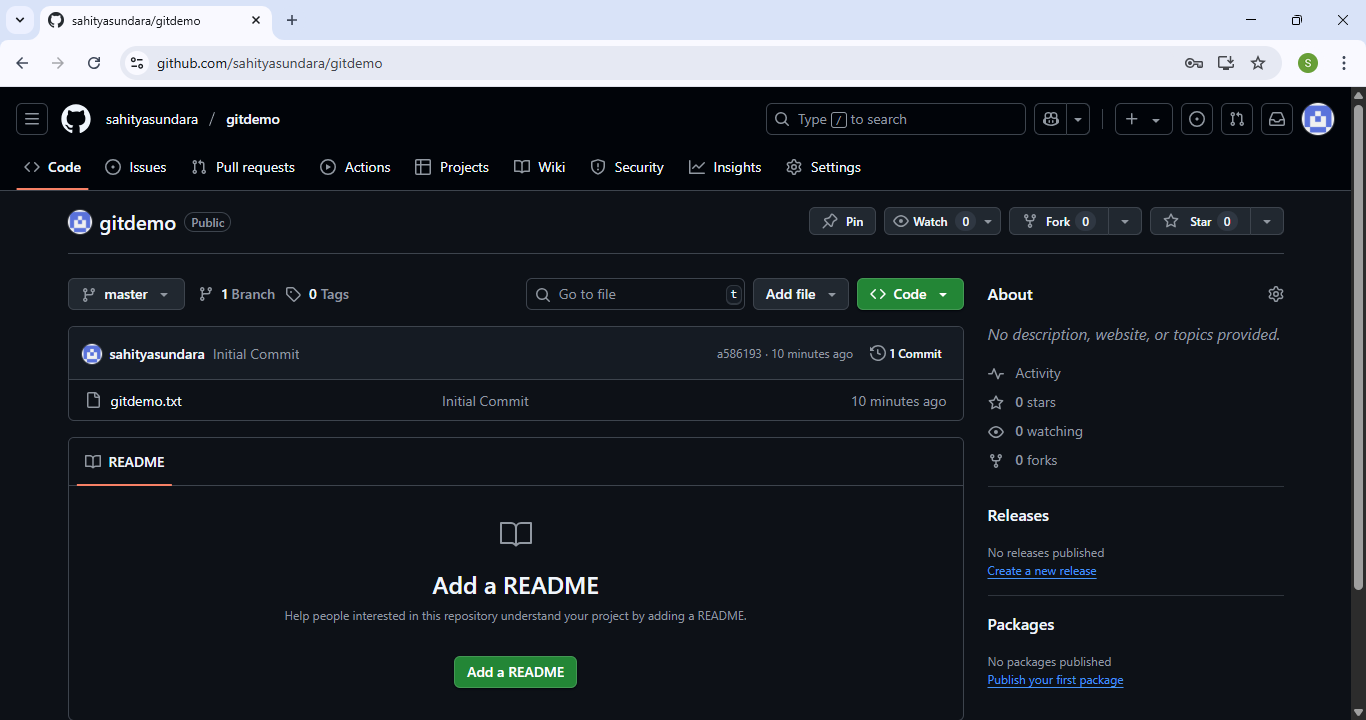 sahityasundara/gitdemo
github.com/sahityasundara/gitdemo
S
sahityasundara / gitdemo
Type / to search
Code Issues Pull requests Actions Projects Wiki Security Insights Settings
gitdemo Public
Pin Watch 0 Fork 0 Star 0
master 1 Branch 0 Tags Go to file t Add file Code
sahityasundara Initial Commit a586193 · 10 minutes ago 1 Commit
gitdemo.txt Initial Commit 10 minutes ago
README
Add a README
Help people interested in this repository understand your project by adding a README.
Add a README
About
No description, website, or topics provided.
Activity
0 stars
0 watching
0 forks
Releases
No releases published
Create a new release
Packages
No packages published
Publish your first package